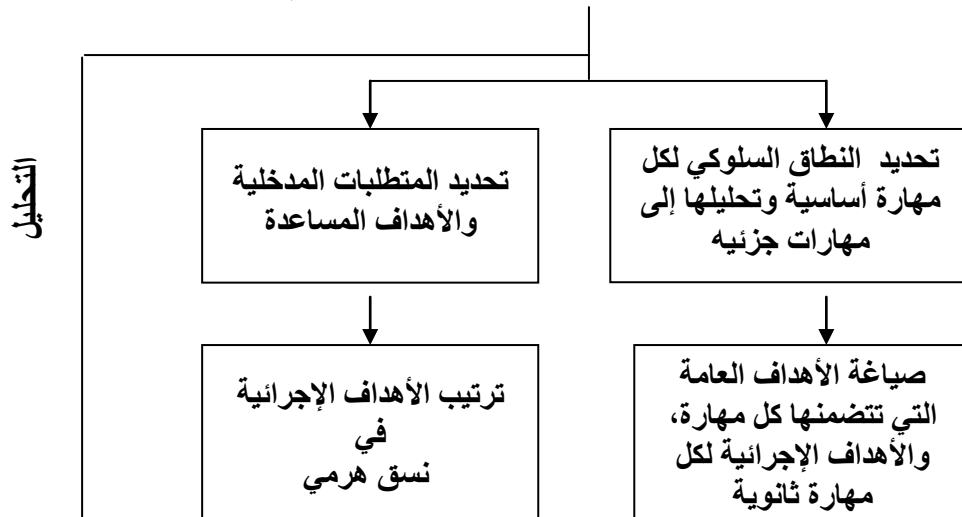 تحديد النطاق السلوكي لكل
مهارة أساسية وتحليلها إلى
مهارات جزئيه
تحديد المتطلبات المدخلية
والأهداف المساعدة
صياغة الأهداف العامة
التي تتضمنها كل مهارة،
والأهداف الإجرائية لكل
مهارة ثانوية
ترتيب الأهداف الإجرائية
في
نسق هرمي
التحليل